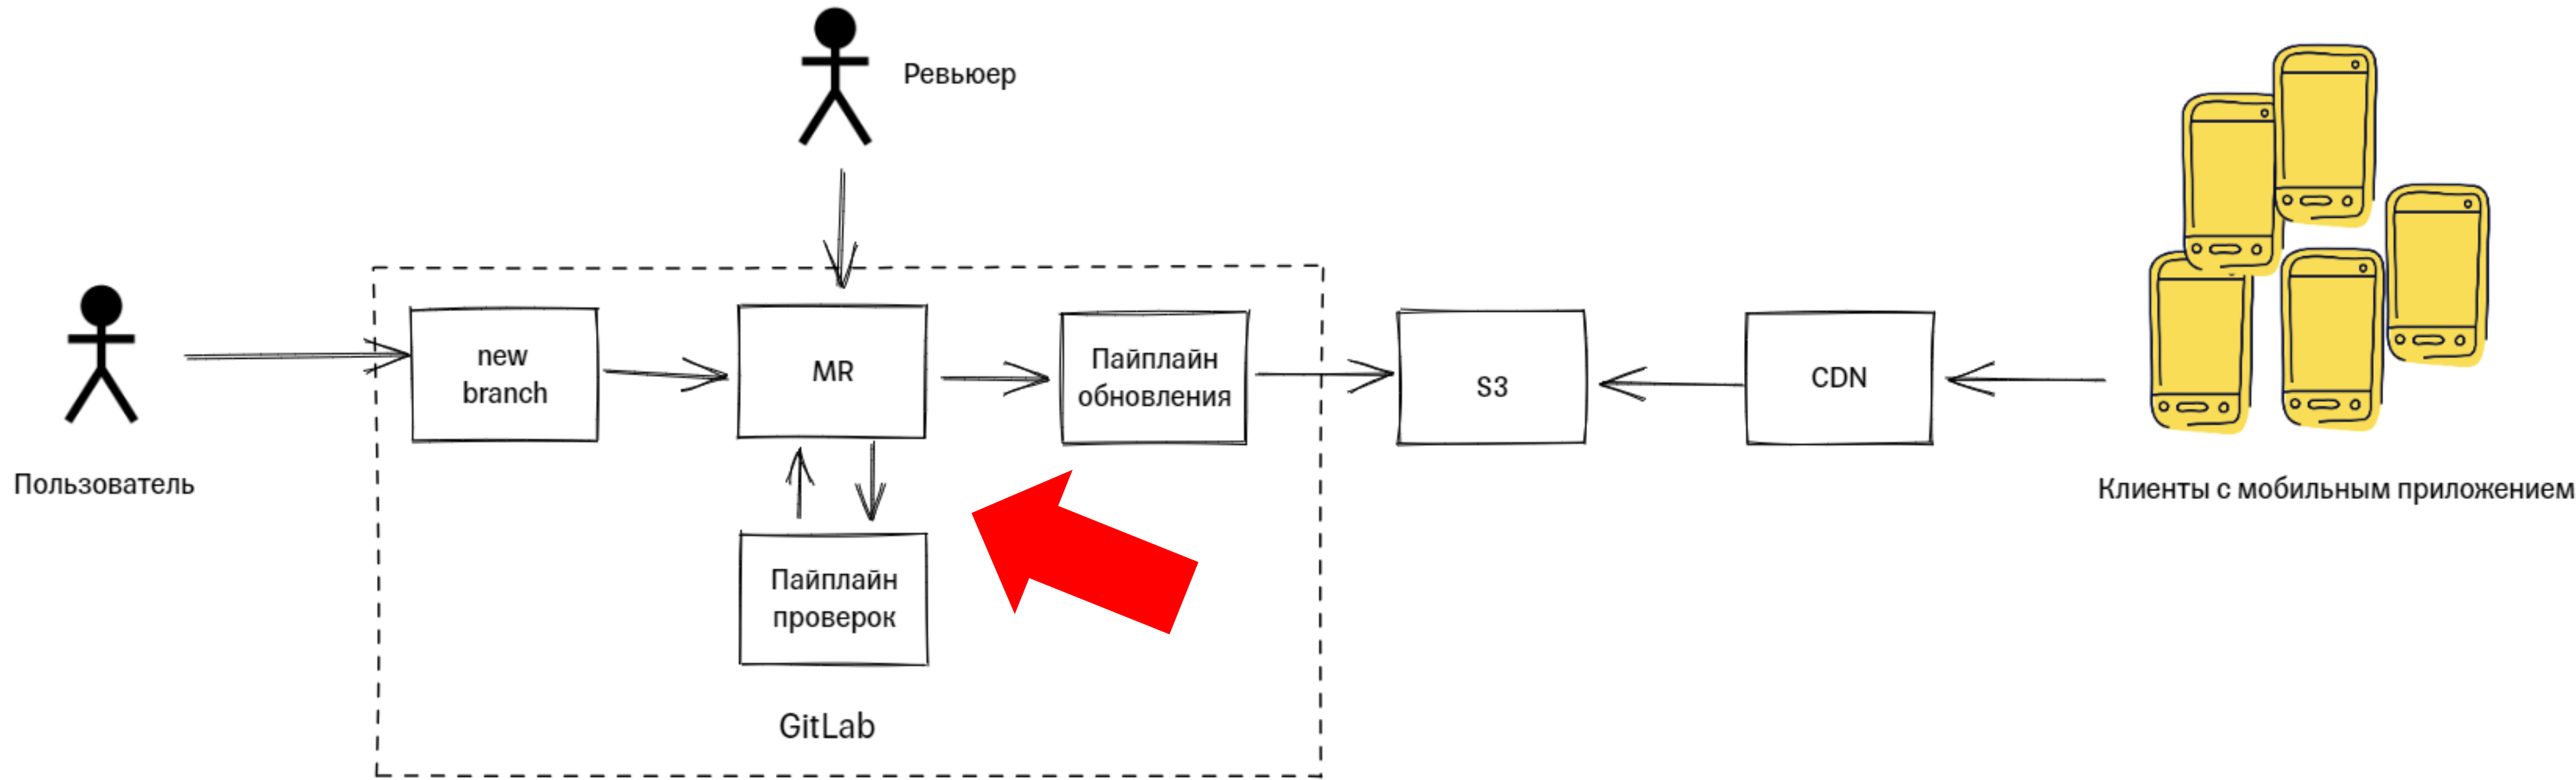 Ревьюер
new
branch
MR
Пайплайн
обновления
S3
CDN
Пользователь
Клиенты с мобильным приложением
Пайплайн
проверок
GitLab